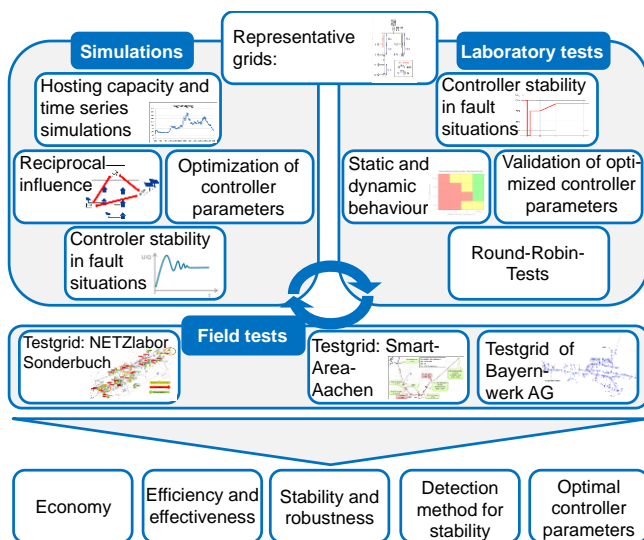 Simulations
Representative
grids:
Laboratory tests
Hosting capacity and
time series
simulations
Reciprocal
influence
Optimization of
controller
parameters
Controler stability
in fault
situations
U/Q
Controller stability
in fault
situations
Static and
dynamic
behaviour
Validation of opti-
mized controller
parameters
Round-Robin-
Tests
Field tests
Testgrid: NETZlabor
Sonderbuch
Testgrid: Smart-
Area-
Aachen
Testgrid of
Bayern-
werk AG
Economy
Efficiency and
effectiveness
Stability and
robustness
Detection
method for
stability
Optimal
controller
parameters